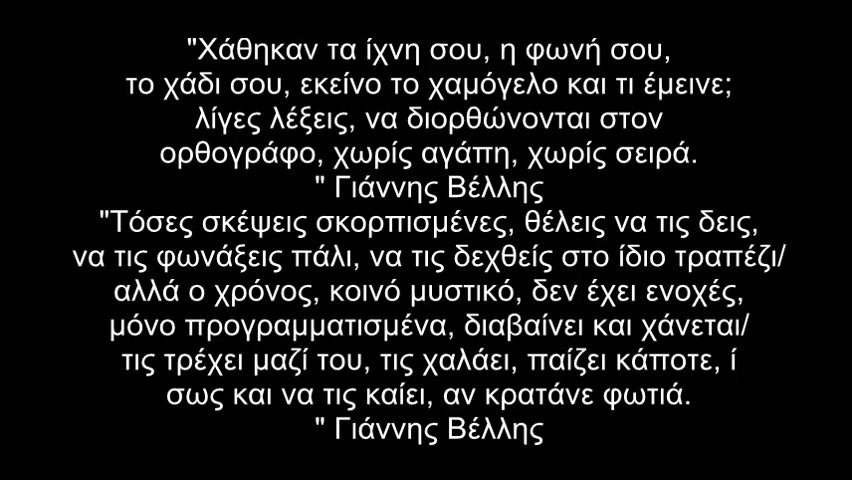 "Χάθηκαν τα ίχνη σου, η φωνή σου,
το χάδι σου, εκείνο το χαμόγελο και τι έμεινε;
λίγες λέξεις, να διορθώνονται στον
ορθογράφο, χωρίς αγάπη, χωρίς σειρά.
" Γιάννης Βέλλης
"Τόσες σκέψεις σκορπισμένες, θέλεις να τις δεις,
να τις φωνάξεις πάλι, να τις δεχθείς στο ίδιο τραπέζι/
αλλά ο χρόνος, κοινό μυστικό, δεν έχει ενοχές,
μόνο προγραμματισμένα, διαβαίνει και χάνεται/
τις τρέχει μαζί του, τις χαλάει, παίζει κάποτε, ί
σως και να τις καίει, αν κρατάνε φωτιά.
" Γιάννης Βέλλης